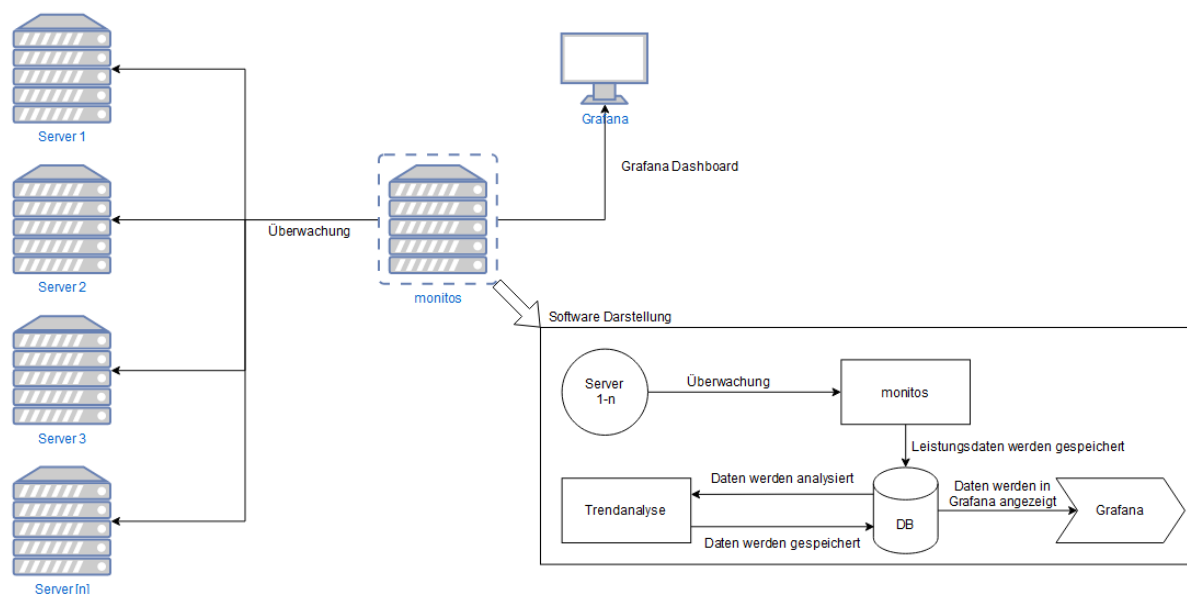 Server 1
Grafana
Grafana Dashboard
Überwachung
Server 2
monitos
Server 3
Server [n]
Software Darstellung
Server
1-n
Überwachung
monitos
Leistungsdaten werden gespeichert
Daten werden analysiert
Trendanalyse
Daten werden gespeichert
DB
Daten werden in
Grafana angezeigt
Grafana